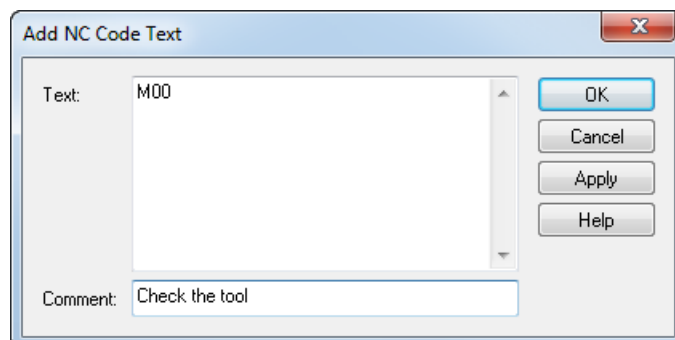 Add NC Code Text
Text:
M00
OK
Cancel
Apply
Help
Comment:
Check the tool